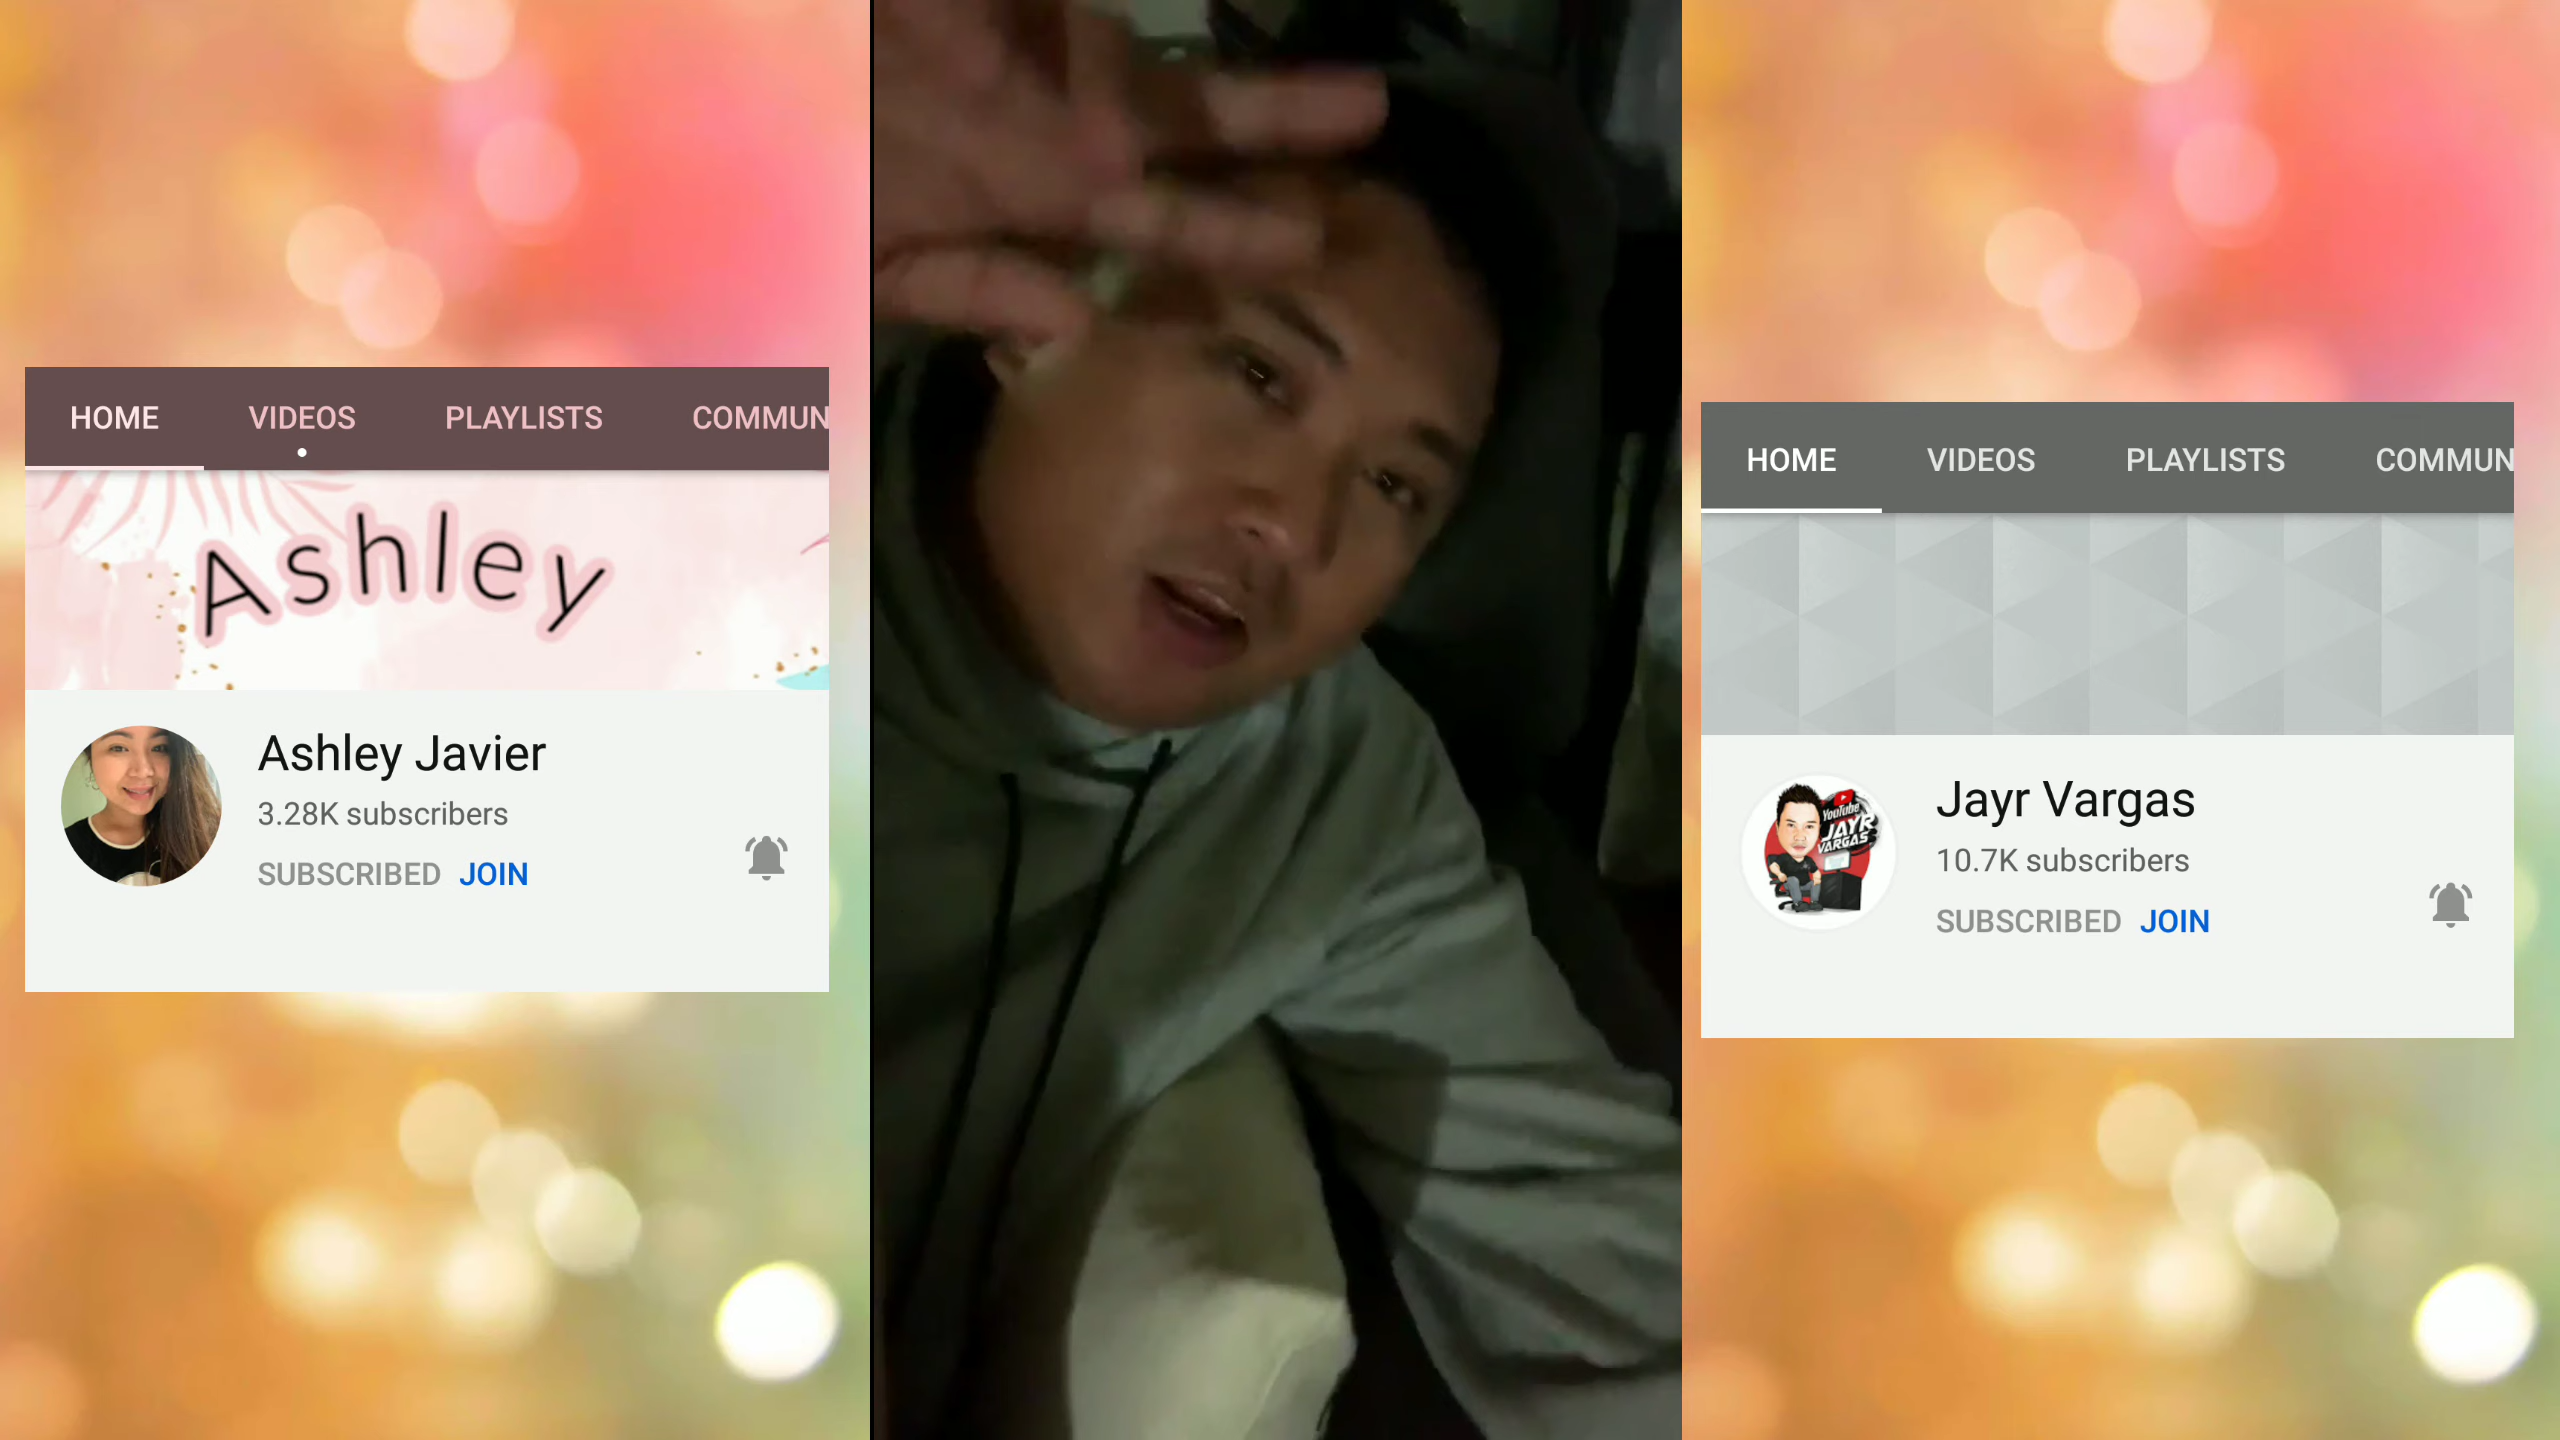 HOME VIDEOS PLAYLISTS COMMUN
Ashley
Ashley Javier
3.28K subscribers
SUBSCRIBED JOIN
HOME VIDEOS PLAYLISTS COMMUN
YouTube
JAYR
VARGAS
Jayr Vargas
10.7K subscribers
SUBSCRIBED JOIN